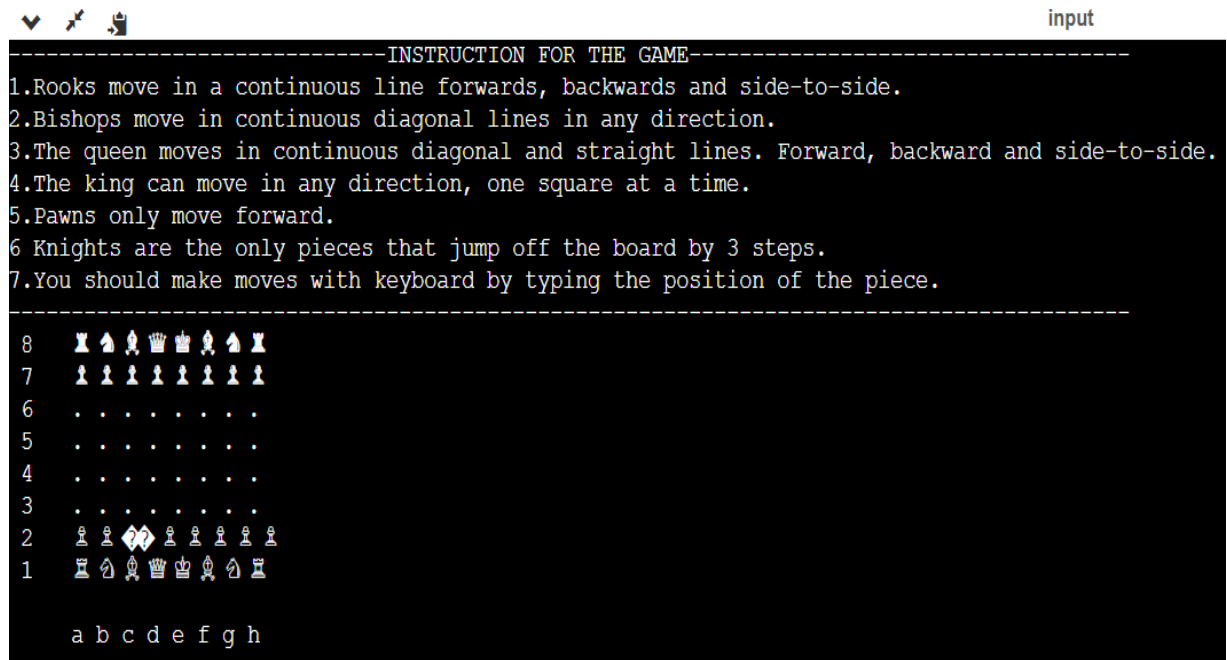 input
------------------------------INSTRUCTION FOR THE GAME-----------------------------------
1.Rooks move in a continuous line forwards, backwards and side-to-side.
2.Bishops move in continuous diagonal lines in any direction.
3.The queen moves in continuous diagonal and straight lines. Forward, backward and side-to-side.
4.The king can move in any direction, one square at a time.
5.Pawns only move forward.
6 Knights are the only pieces that jump off the board by 3 steps.
7.You should make moves with keyboard by typing the position of the piece.
-----------------------------------------------------------------------------------------
8 ♜ ♞ ♝ ♛ ♚ ♝ ♞ ♜
7 ♟ ♟ ♟ ♟ ♟ ♟ ♟ ♟
6 . . . . . . . .
5 . . . . . . . .
4 . . . . . . . .
3 . . . . . . . .
2 ♙ ♙ �� ♙ ♙ ♙ ♙ ♙
1 ♖ ♘ ♗ ♕ ♔ ♗ ♘ ♖
a b c d e f g h